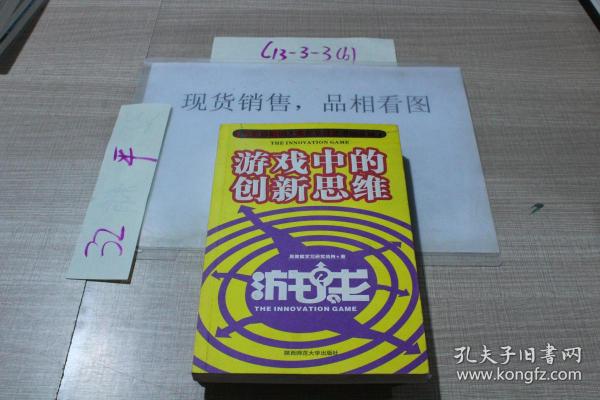 C13-3-3(6)
现货销售，品相看图
平
32
THE INNOVATION GAME
游戏中的
创新思维
THE INNOVATION GAME
陕西师范大学出版社
孔夫子旧书网
www.kongfz.com